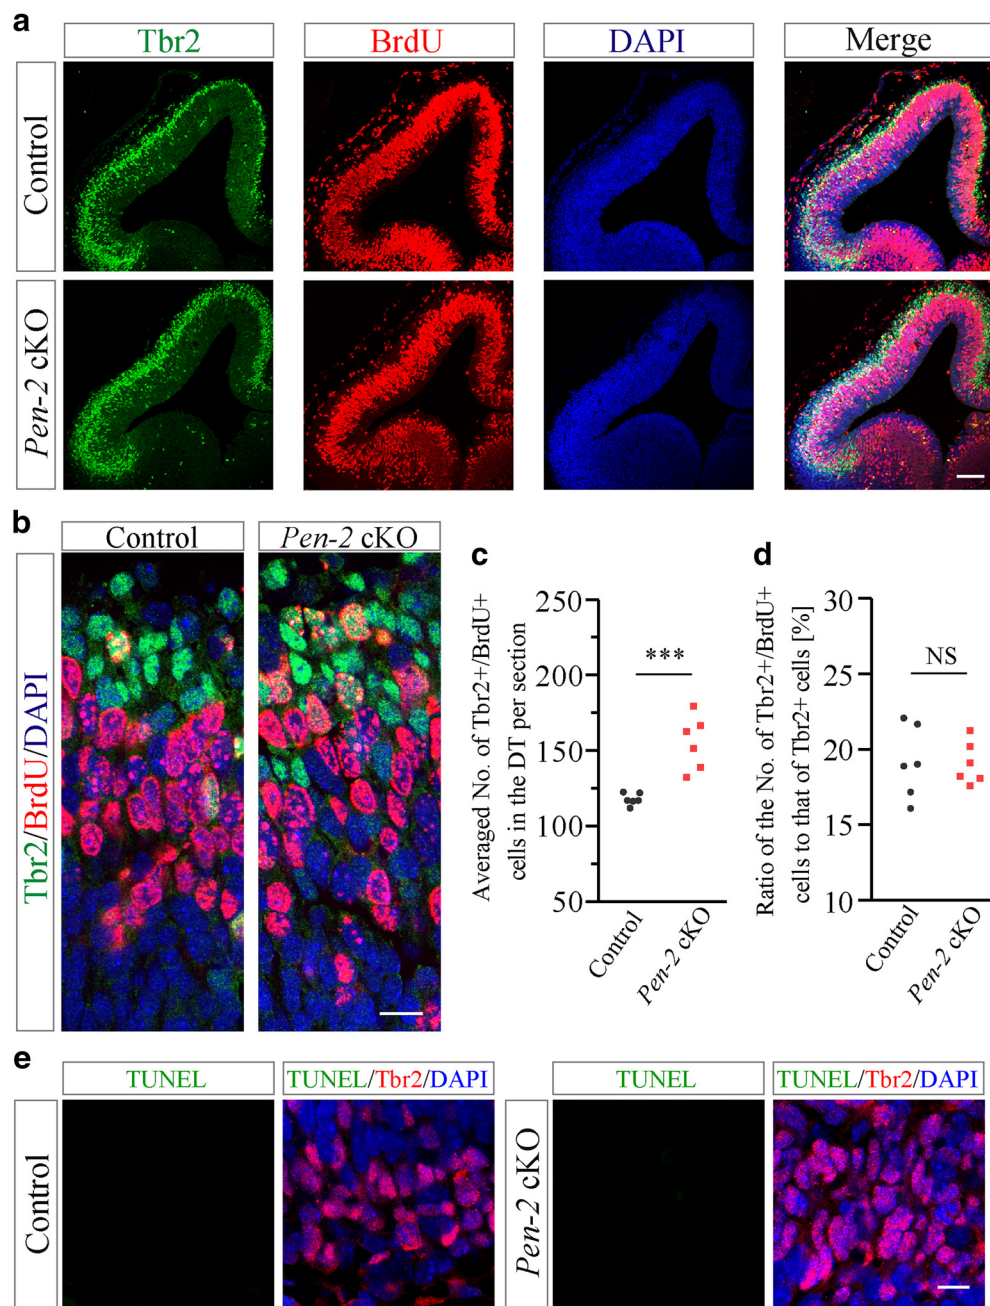 a
Tbr2
BrdU
DAPI
Merge
Control
Pen-2 cKO
b
Control
Pen-2 cKO
Tbr2/BrdU/DAPI
c
Averaged No. of Tbr2+/BrdU+
cells in the DT per section
250
200
150
100
50
***
Control
Pen-2 cKO
d
Ratio of the No. of Tbr2+/BrdU+
cells to that of Tbr2+ cells [%]
30
25
20
15
10
NS
Control
Pen-2 cKO
e
TUNEL
TUNEL/Tbr2/DAPI
TUNEL
TUNEL/Tbr2/DAPI
Control
Pen-2 cKO